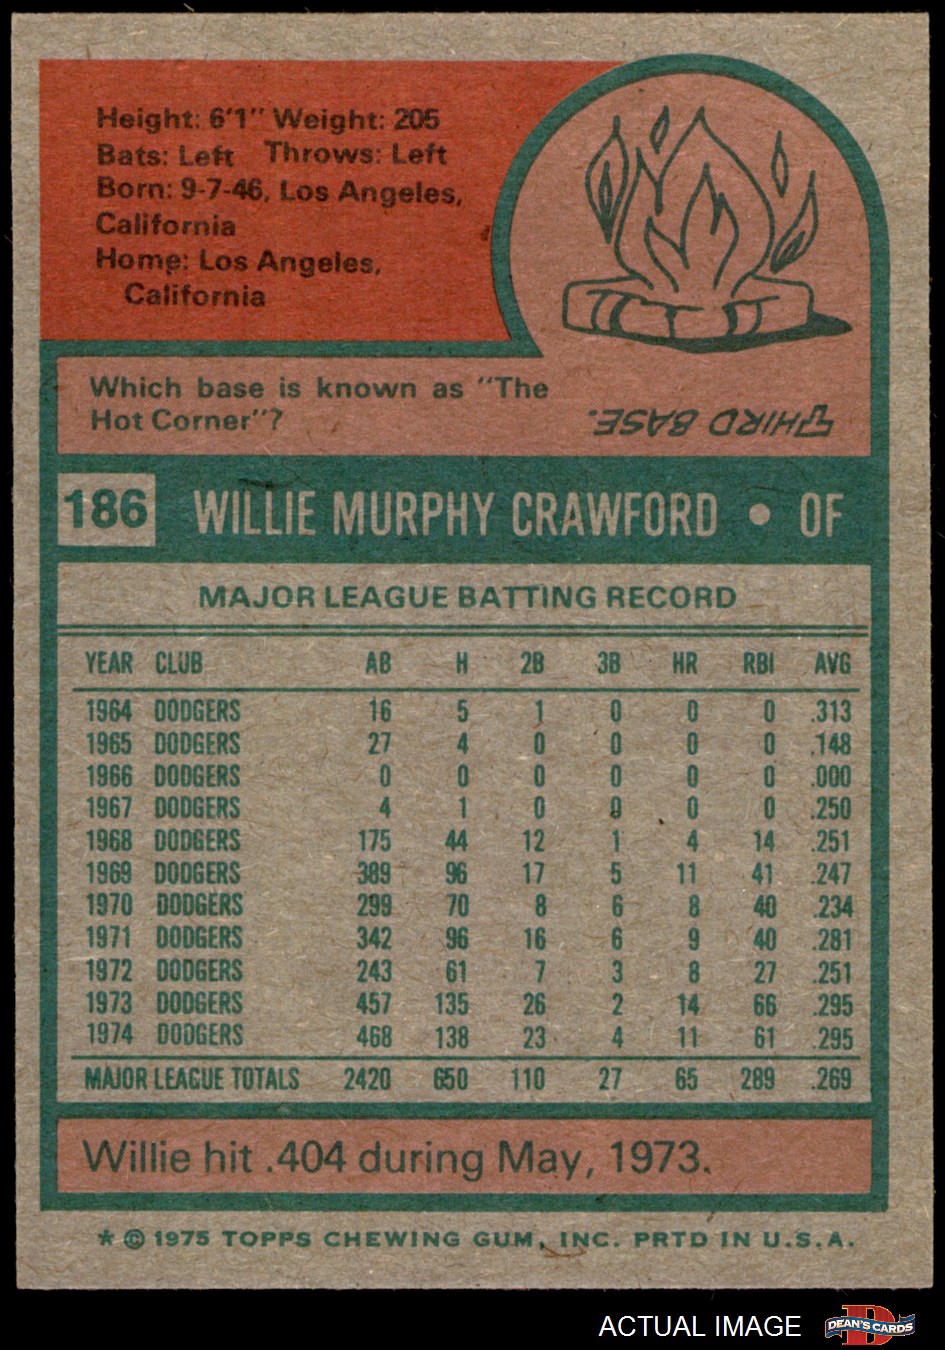 Height: 6'1" Weight: 205
Bats: Left Throws: Left
Born: 9-7-46, Los Angeles,
California
Home: Los Angeles,
California
Which base is known as "The
Hot Corner"?
THIRD BASE.
186 WILLIE MURPHY CRAWFORD • OF
MAJOR LEAGUE BATTING RECORD
YEAR CLUB AB H 2B 3B HR RBI AVG
1964 DODGERS 16 5 1 0 0 0 .313
1965 DODGERS 27 4 0 0 0 0 .148
1966 DODGERS 0 0 0 0 0 0 .000
1967 DODGERS 4 1 0 0 0 0 .250
1968 DODGERS 175 44 12 1 4 14 .251
1969 DODGERS 389 96 17 5 11 41 .247
1970 DODGERS 299 70 8 6 8 40 .234
1971 DODGERS 342 96 16 6 9 40 .281
1972 DODGERS 243 61 7 3 8 27 .251
1973 DODGERS 457 135 26 2 14 66 .295
1974 DODGERS 468 138 23 4 11 61 .295
MAJOR LEAGUE TOTALS 2420 650 110 27 65 289 .269
Willie hit .404 during May, 1973.
* © 1975 TOPPS CHEWING GUM, INC. PRTD IN U.S.A.
ACTUAL IMAGE DEAN'S CARDS